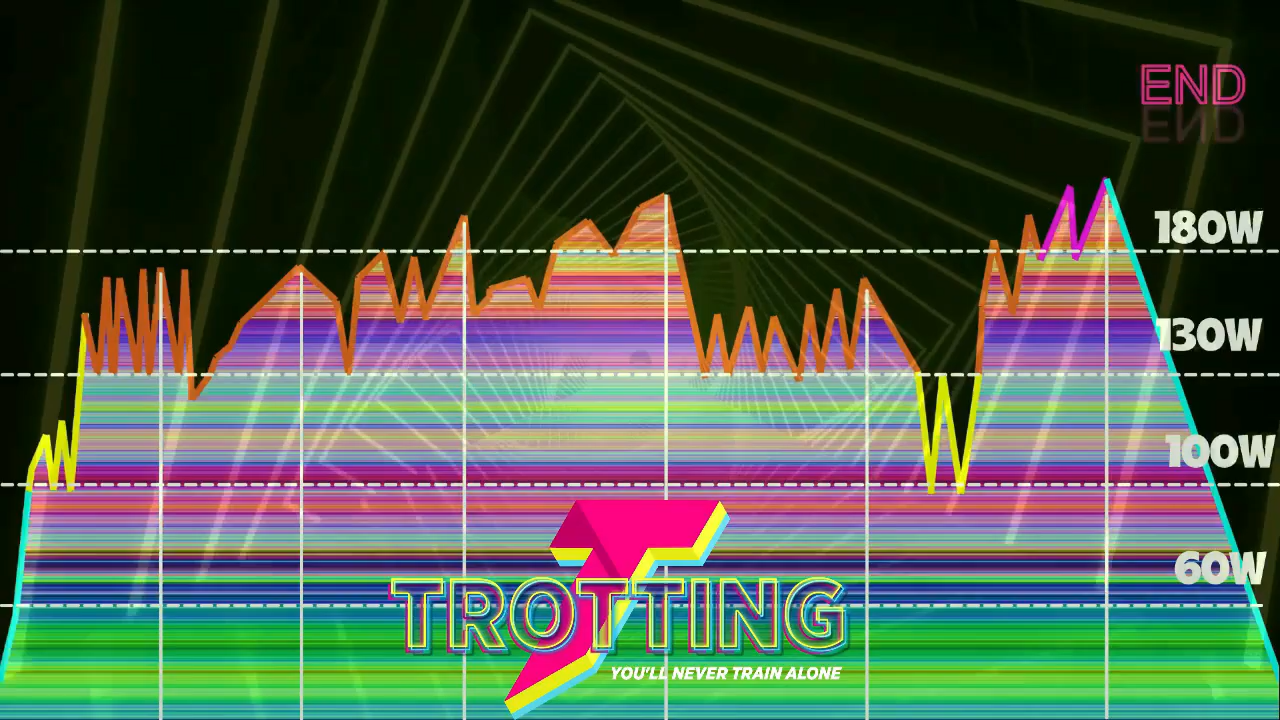 END
180W
130W
100W
60W
TROTTING
YOU'LL NEVER TRAIN ALONE